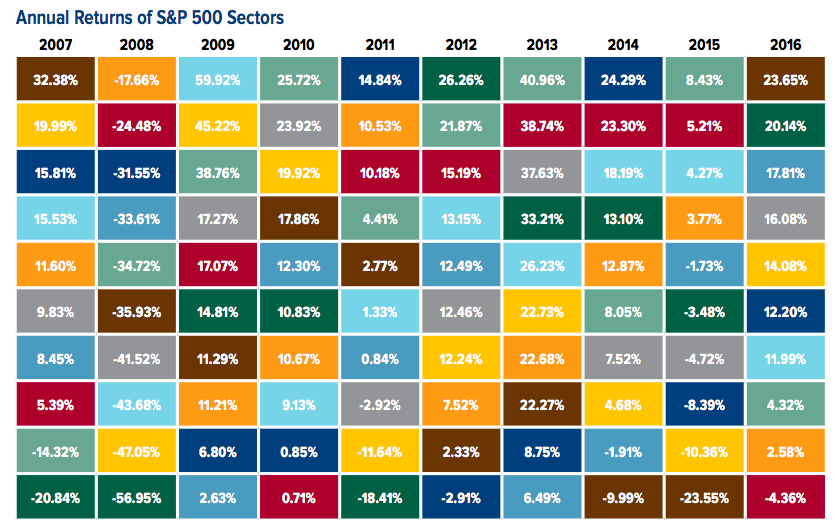 Annual Returns of S&P 500 Sectors
2007 2008 2009 2010 2011 2012 2013 2014 2015 2016
32.38% -17.66% 59.92% 25.72% 14.84% 26.26% 40.96% 24.29% 8.43% 23.65%
19.99% -24.48% 45.22% 23.92% 10.53% 21.87% 38.74% 23.30% 5.21% 20.14%
15.81% -31.55% 38.76% 19.92% 10.18% 15.19% 37.63% 18.19% 4.27% 17.81%
15.53% -33.61% 17.27% 17.86% 4.41% 13.15% 33.21% 13.10% 3.77% 16.08%
11.60% -34.72% 17.07% 12.30% 2.77% 12.49% 26.23% 12.87% -1.73% 14.08%
9.83% -35.93% 14.81% 10.83% 1.33% 12.46% 22.73% 8.05% -3.48% 12.20%
8.45% -41.52% 11.29% 10.67% 0.84% 12.24% 22.68% 7.52% -4.72% 11.99%
5.39% -43.68% 11.21% 9.13% -2.92% 7.52% 22.27% 4.68% -8.39% 4.32%
-14.32% -47.05% 6.80% 0.85% -11.64% 2.33% 8.75% -1.91% -10.36% 2.58%
-20.84% -56.95% 2.63% 0.71% -18.41% -2.91% 6.49% -9.99% -23.55% -4.36%